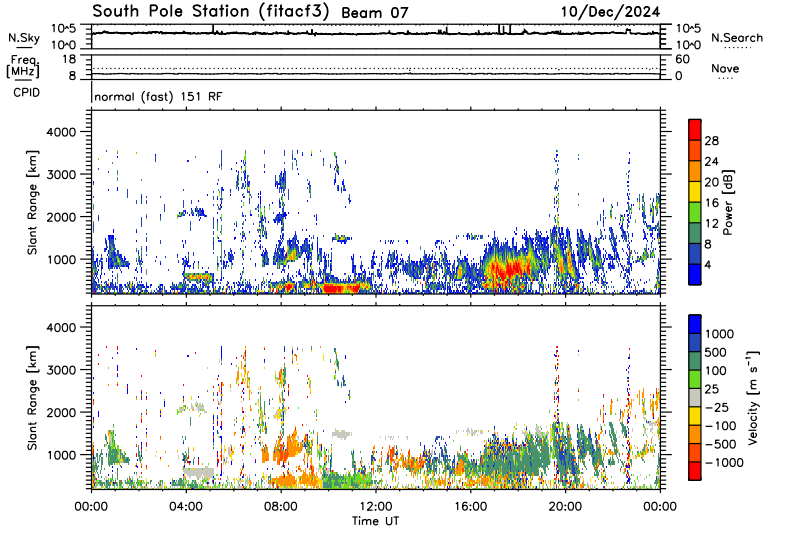 South Pole Station (fitacf3) Beam 07 10/Dec/2024
N.Sky 10^5 10^0 10^5 10^0 N.Search
Freq. [MHz] 18 8 60 0 Nave
CPID normal (fast) 151 RF
Slant Range [km]
4000
3000
2000
1000
28
24
20
16
12
8
4
Power [dB]
Slant Range [km]
4000
3000
2000
1000
1000
500
100
25
−25
−100
−500
−1000
Velocity [m s⁻¹]
00:00 04:00 08:00 12:00 16:00 20:00 00:00
Time UT